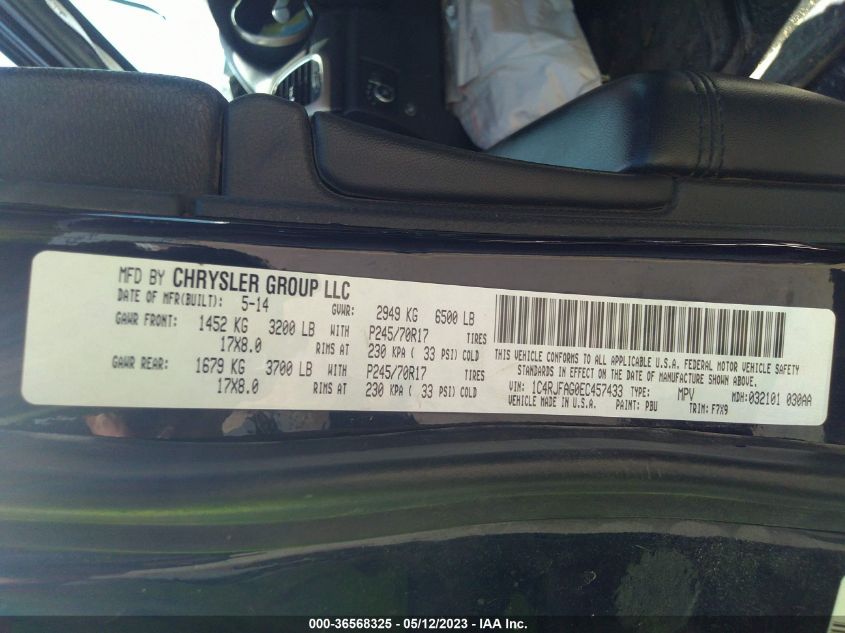 MFD BY CHRYSLER GROUP LLC
DATE OF MFR(BUILT): 5-14 GVWR: 2949 KG 6500 LB
GAWR FRONT: 1452 KG 3200 LB WITH P245/70R17 TIRES
17X8.0 RIMS AT 230 KPA ( 33 PSI) COLD
GAWR REAR: 1679 KG 3700 LB WITH P245/70R17 TIRES
17X8.0 RIMS AT 230 KPA ( 33 PSI) COLD
THIS VEHICLE CONFORMS TO ALL APPLICABLE U.S.A. FEDERAL MOTOR VEHICLE SAFETY
STANDARDS IN EFFECT ON THE DATE OF MANUFACTURE SHOWN ABOVE.
VIN: 1C4RJFAG0EC457433 TYPE: MPV MDH:032101 030AA
VEHICLE MADE IN U.S.A. PAINT: PBU TRIM: F7X9
000-36568325 - 05/12/2023 - IAA Inc.